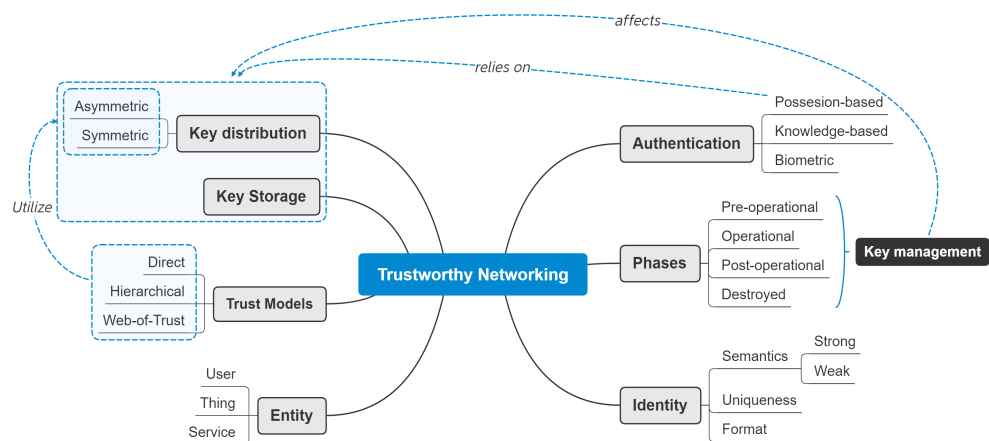 affects
relies on
Asymmetric
Symmetric
Key distribution
Key Storage
Utilize
Direct
Hierarchical
Web-of-Trust
Trust Models
User
Thing
Service
Entity
Trustworthy Networking
Authentication
Possesion-based
Knowledge-based
Biometric
Phases
Pre-operational
Operational
Post-operational
Destroyed
Key management
Identity
Semantics
Strong
Weak
Uniqueness
Format